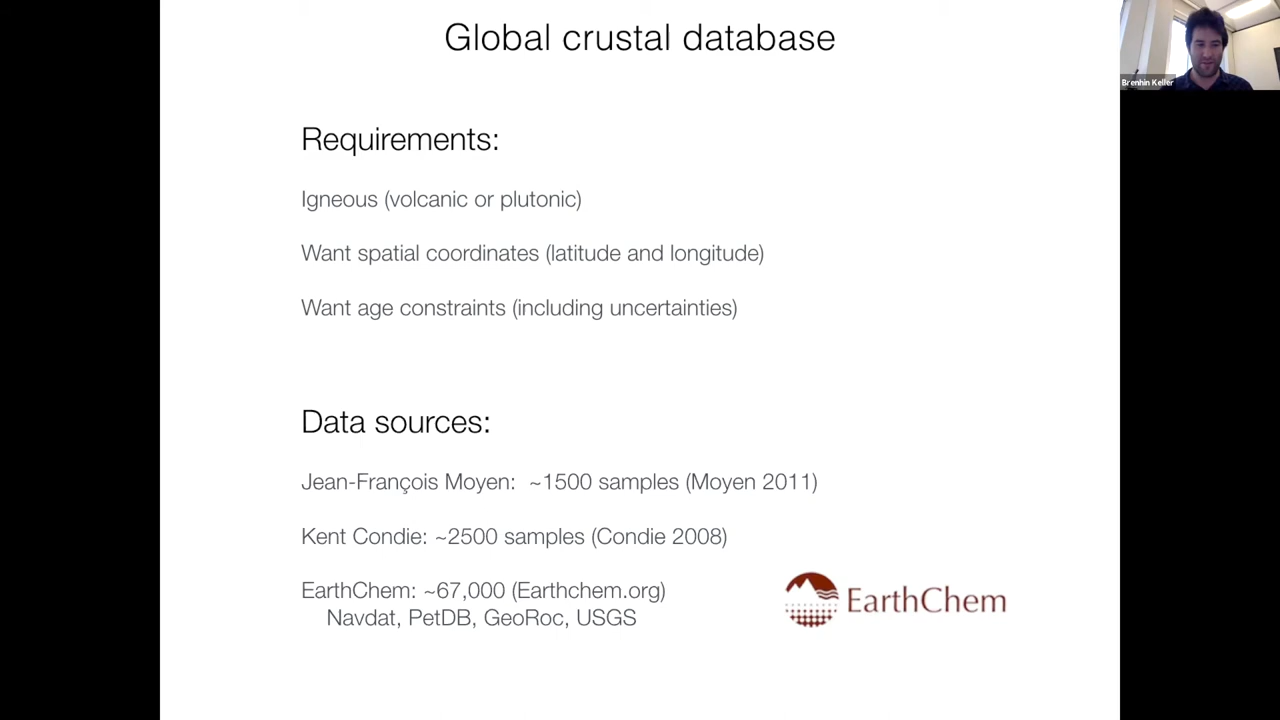 Global crustal database
Brenhin Keller
Requirements:
Igneous (volcanic or plutonic)
Want spatial coordinates (latitude and longitude)
Want age constraints (including uncertainties)
Data sources:
Jean-François Moyen: ~1500 samples (Moyen 2011)
Kent Condie: ~2500 samples (Condie 2008)
EarthChem: ~67,000 (Earthchem.org)
Navdat, PetDB, GeoRoc, USGS
EarthChem